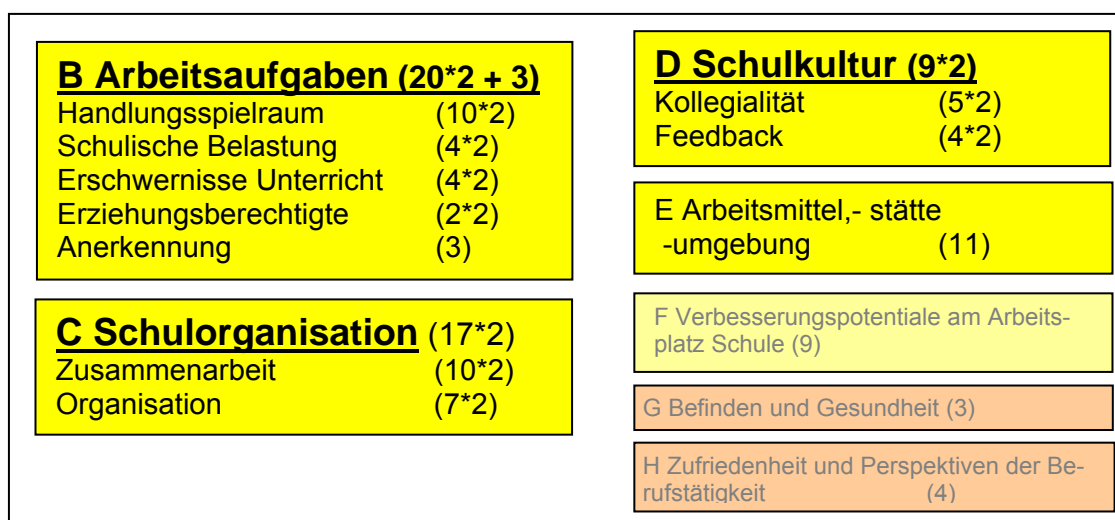 B Arbeitsaufgaben (20*2 + 3)
Handlungsspielraum (10*2)
Schulische Belastung (4*2)
Erschwernisse Unterricht (4*2)
Erziehungsberechtigte (2*2)
Anerkennung (3)
C Schulorganisation (17*2)
Zusammenarbeit (10*2)
Organisation (7*2)
D Schulkultur (9*2)
Kollegialität (5*2)
Feedback (4*2)
E Arbeitsmittel,- stätte
-umgebung (11)
F Verbesserungspotentiale am Arbeits-
platz Schule (9)
G Befinden und Gesundheit (3)
H Zufriedenheit und Perspektiven der Be-
rufstätigkeit (4)